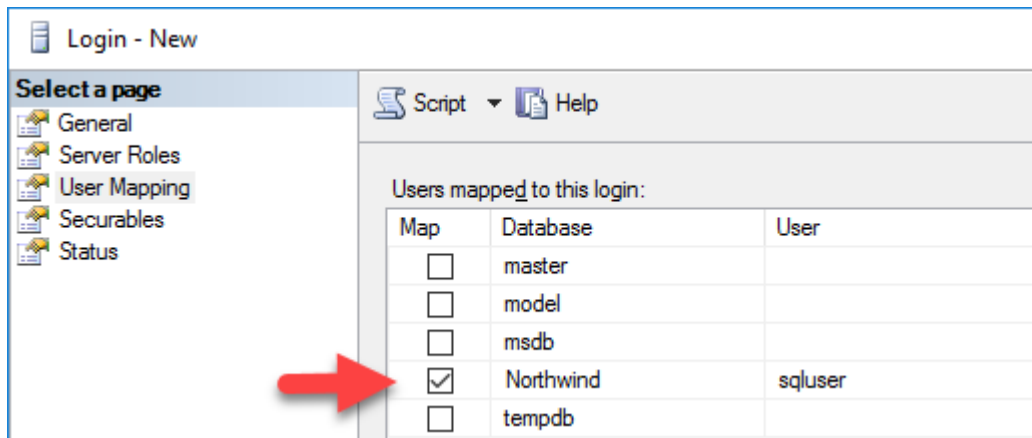 Login - New
Select a page
General
Server Roles
User Mapping
Securables
Status
Script Help
Users mapped to this login:
Map Database User
master
model
msdb
Northwind sqluser
tempdb